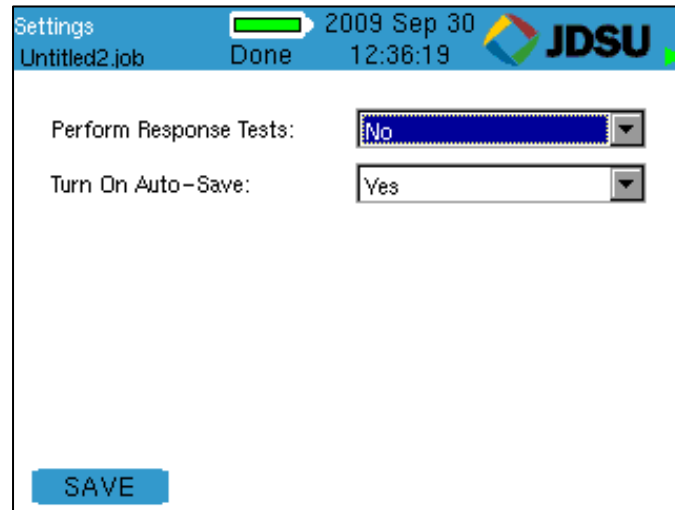 Settings
2009 Sep 30
JDSU
Untitled2.job
Done
12:36:19
Perform Response Tests:
No
Turn On Auto-Save:
Yes
SAVE